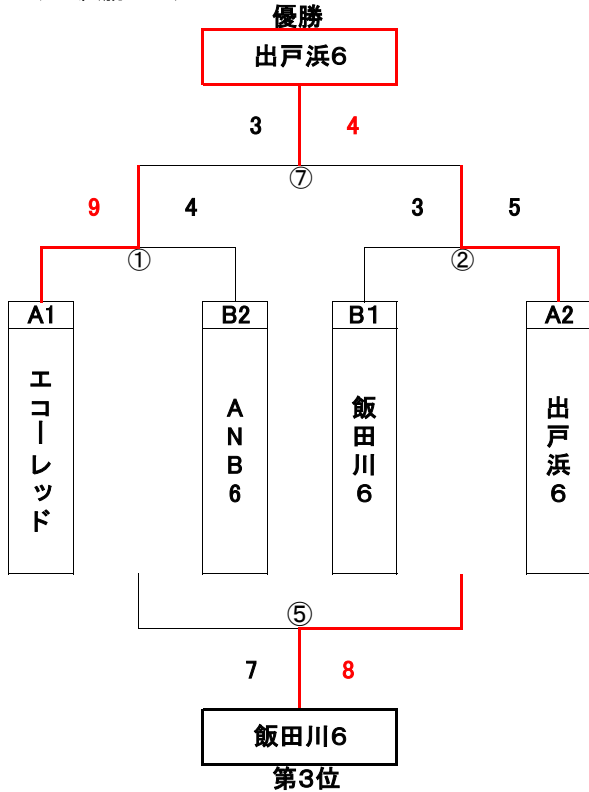 優勝
出戸浜6
3 4
⑦
9 4 3 5
① ②
A1 B2 B1 A2
エコーレッド
ANB6
飯田川6
出戸浜6
⑤
7 8
飯田川6
第3位